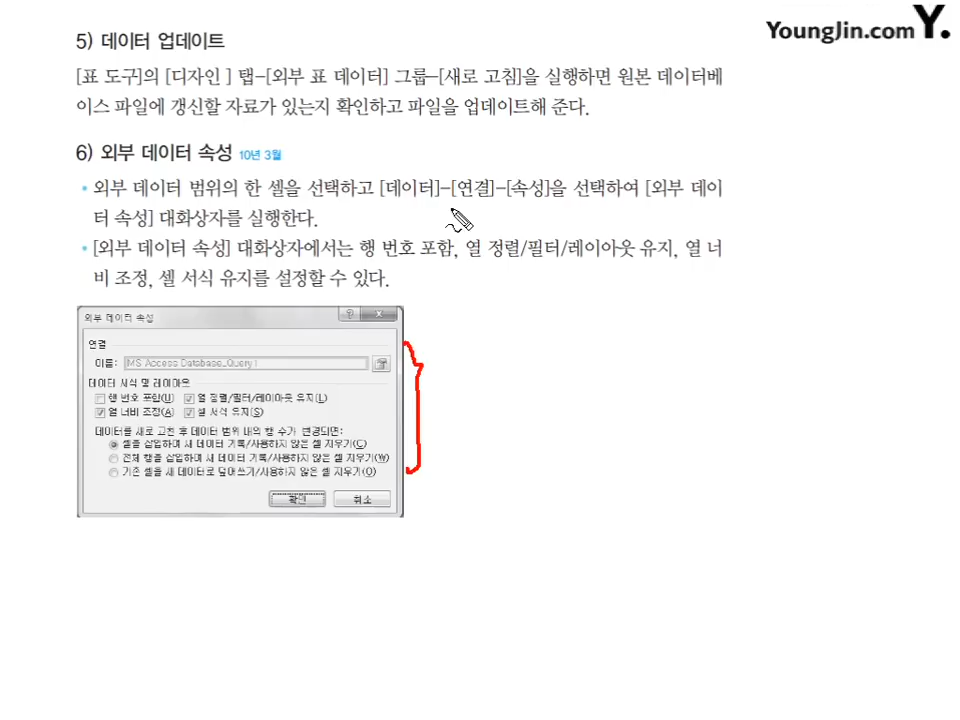 YoungJin.com Y.
5) 데이터 업데이트
[표 도구]의 [디자인 ] 탭-[외부 표 데이터] 그룹-[새로 고침]을 실행하면 원본 데이터베
이스 파일에 갱신할 자료가 있는지 확인하고 파일을 업데이트해 준다.
6) 외부 데이터 속성 10년 3월
• 외부 데이터 범위의 한 셀을 선택하고 [데이터]-[연결]-[속성]을 선택하여 [외부 데이
터 속성] 대화상자를 실행한다.
• [외부 데이터 속성] 대화상자에서는 행 번호 포함, 열 정렬/필터/레이아웃 유지, 열 너
비 조정, 셀 서식 유지를 설정할 수 있다.
외부 데이터 속성
연결
이름: MS Access Database_Query1
데이터 서식 및 레이아웃
행 번호 포함(U) 열 정렬/필터/레이아웃 유지(L)
열 너비 조정(A) 셀 서식 유지(S)
데이터를 새로 고친 후 데이터 범위 내의 행 수가 변경되면:
셀을 삽입하며 새 데이터 기록/사용하지 않은 셀 지우기(C)
전체 행을 삽입하며 새 데이터 기록/사용하지 않은 셀 지우기(W)
기존 셀을 새 데이터로 덮어쓰기/사용하지 않은 셀 지우기(O)
확인 취소